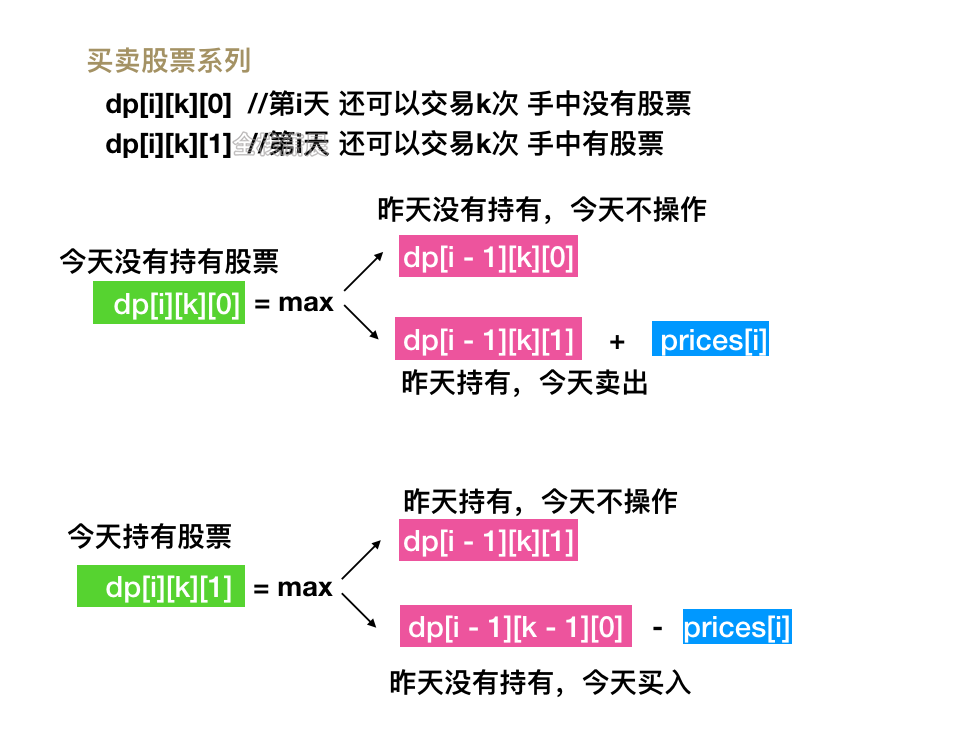 买卖股票系列
dp[i][k][0] //第i天 还可以交易k次 手中没有股票
dp[i][k][1] //第i天 还可以交易k次 手中有股票
昨天没有持有，今天不操作
今天没有持有股票
dp[i - 1][k][0]
dp[i][k][0] = max
dp[i - 1][k][1] + prices[i]
昨天持有，今天卖出
昨天持有，今天不操作
今天持有股票
dp[i - 1][k][1]
dp[i][k][1] = max
dp[i - 1][k - 1][0] - prices[i]
昨天没有持有，今天买入